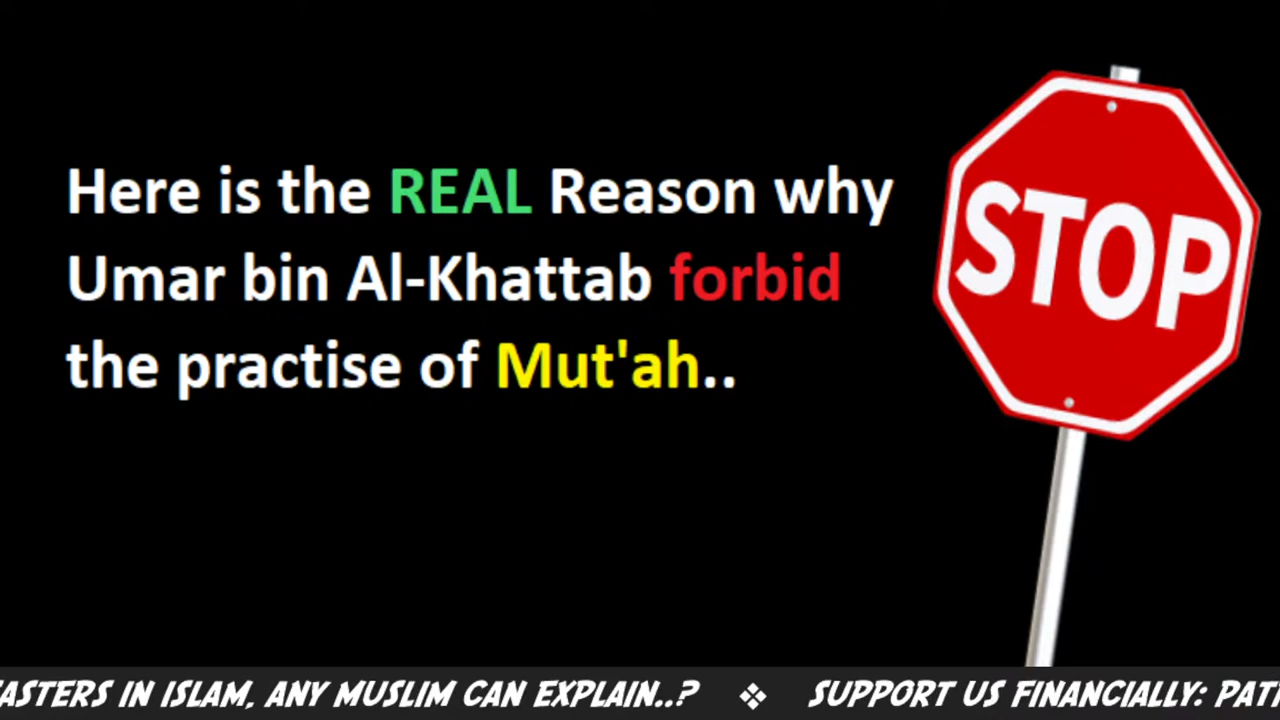 Here is the REAL Reason why
Umar bin Al-Khattab forbid
the practise of Mut'ah..
STOP
IN ISLAM, ANY MUSLIM CAN EXPLAIN..? ❖ SUPPORT US FINANCIALLY: